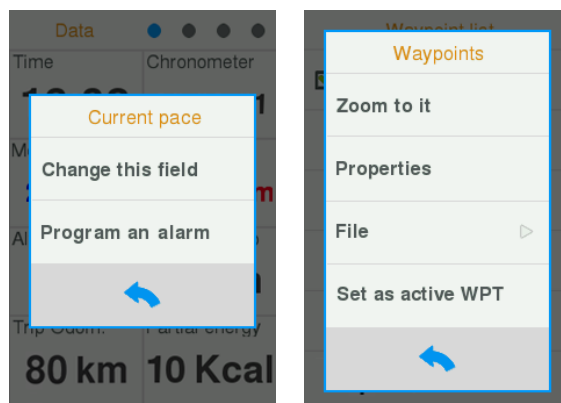 Data
Time
Chronometer
Current pace
Change this field
Program an alarm
Trip Odom.
Partial energy
80 km
10 Kcal
Waypoint list
Waypoints
Zoom to it
Properties
File
Set as active WPT